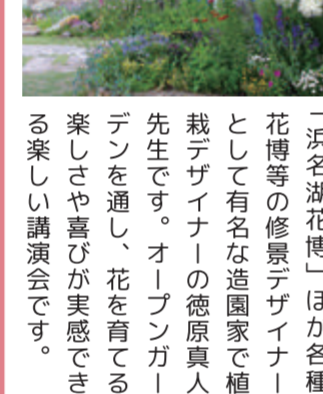 「浜名湖花博」ほか各種
花博等の修景デザイナー
として有名な造園家で植
栽デザイナーの徳原真人
先生です。オープンガー
デンを通し、花を育てる
楽しさや喜びが実感でき
る楽しい講演会です。